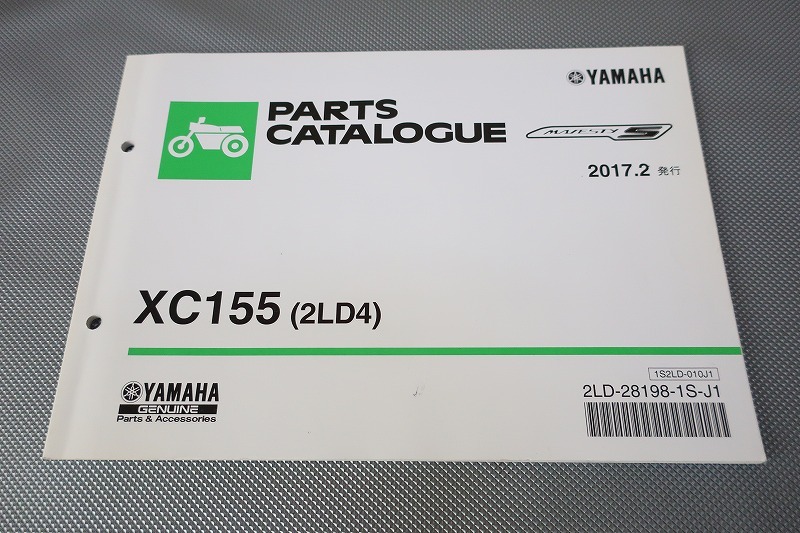 YAMAHA
PARTS
CATALOGUE
MAJESTY S
2017.2 発行
XC155 (2LD4)
1S2LD-010J1
2LD-28198-1S-J1
YAMAHA
GENUINE
Parts & Accessories